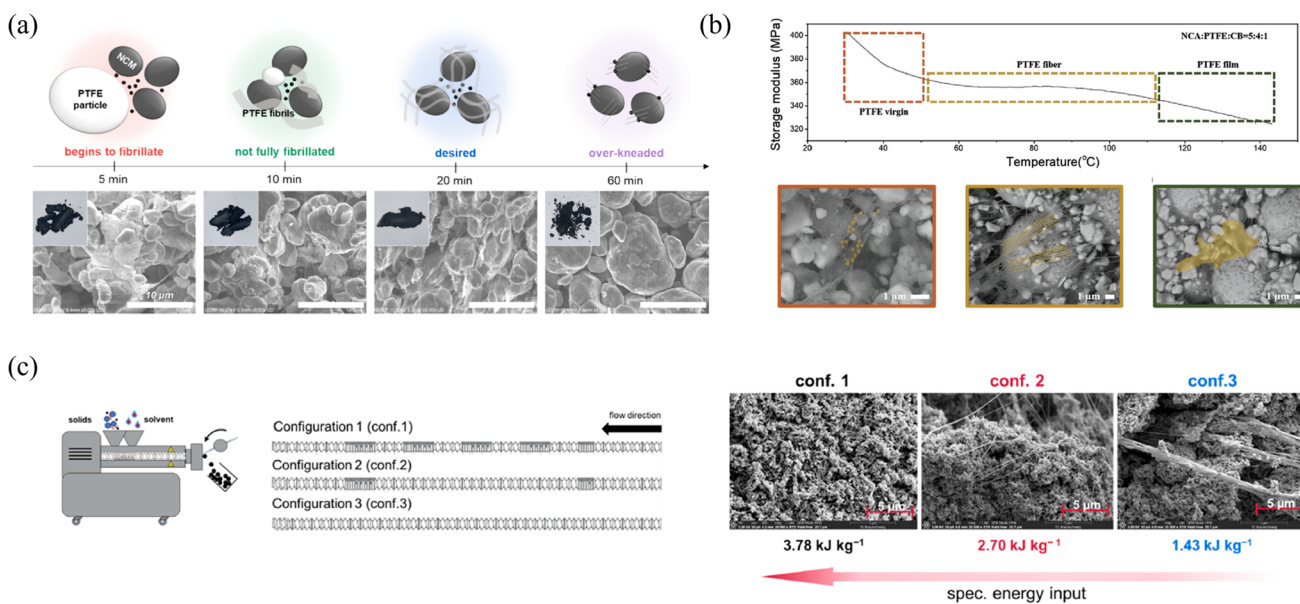 (a)
NCM
PTFE
particle
PTFE fibrils
begins to fibrillate
not fully fibrillated
desired
over-kneaded
5 min
10 min
20 min
60 min
10 μm
(b)
Storage modulus (MPa)
400
380
360
340
320
NCA:PTFE:CB=5:4:1
PTFE virgin
PTFE fiber
PTFE film
20
40
60
80
100
120
140
Temperature(°C)
1 μm
1 μm
1 μm
(c)
solids
solvent
flow direction
Configuration 1 (conf.1)
Configuration 2 (conf.2)
Configuration 3 (conf.3)
conf. 1
conf. 2
conf.3
5 μm
5 μm
5 μm
3.78 kJ kg⁻¹
2.70 kJ kg⁻¹
1.43 kJ kg⁻¹
spec. energy input